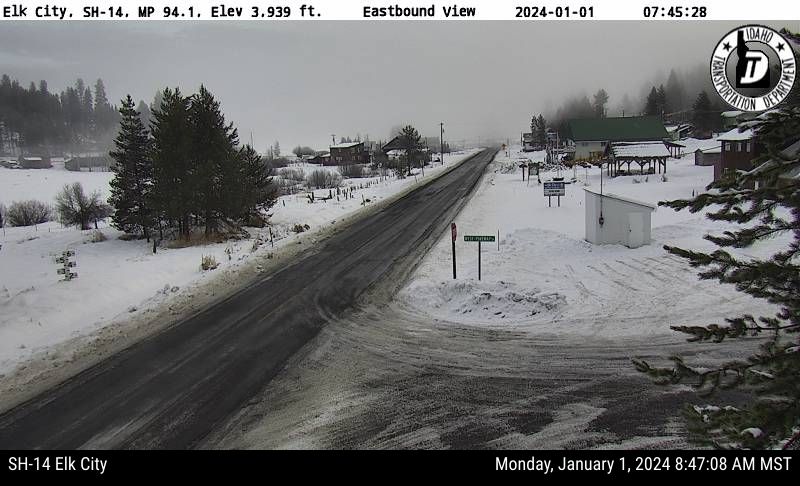 Elk City, SH-14, MP 94.1, Elev 3,939 ft. Eastbound View 2024-01-01 07:45:28
IDAHO
TRANSPORTATION DEPARTMENT
SH-14 Elk City Monday, January 1, 2024 8:47:08 AM MST